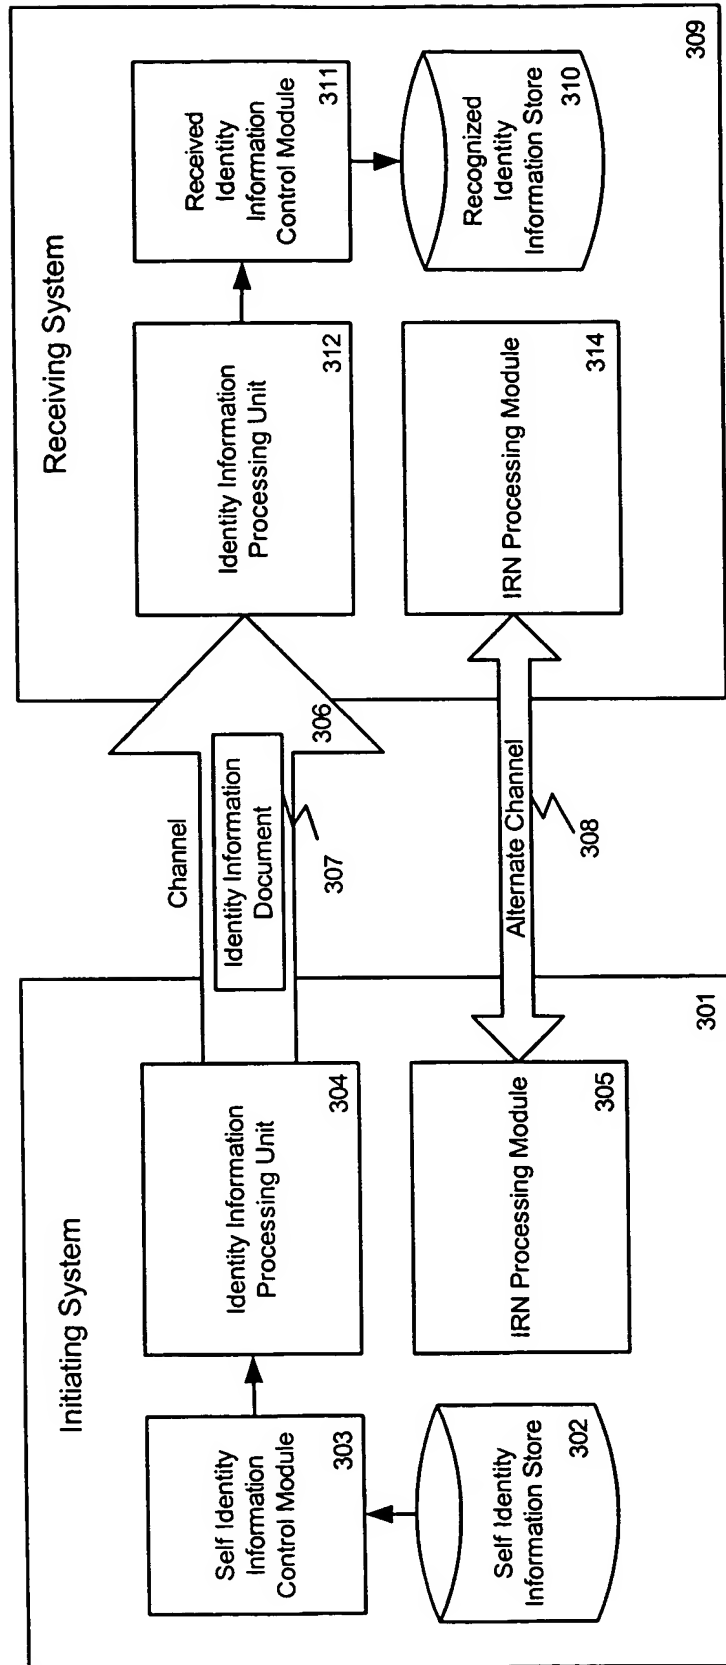 Initiating System
Self Identity
Information
Control Module
303
Self Identity
Information Store
302
Identity Information
Processing Unit
304
IRN Processing Module
305
301
Channel
Identity Information
Document
306
307
Alternate Channel
308
Receiving System
Identity Information
Processing Unit
312
IRN Processing Module
314
Received
Identity
Information
Control Module
311
Recognized
Identity
Information Store
310
309